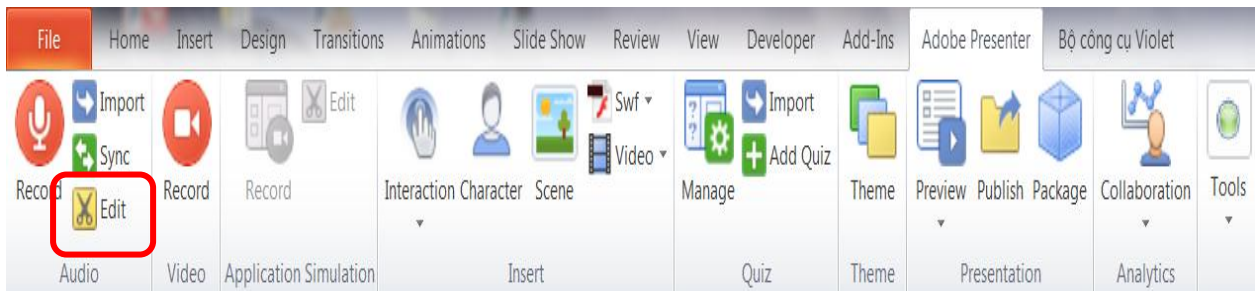 File Home Insert Design Transitions Animations Slide Show Review View Developer Add-Ins Adobe Presenter Bộ công cụ Violet
Import
Sync
Record
Edit
Audio
Record
Video
Edit
Record
Application Simulation
Interaction Character Scene
Swf
Video
Insert
? ?
?
Manage
Import
Add Quiz
Quiz
Theme
Theme
Preview Publish Package
Presentation
Collaboration
Analytics
Tools